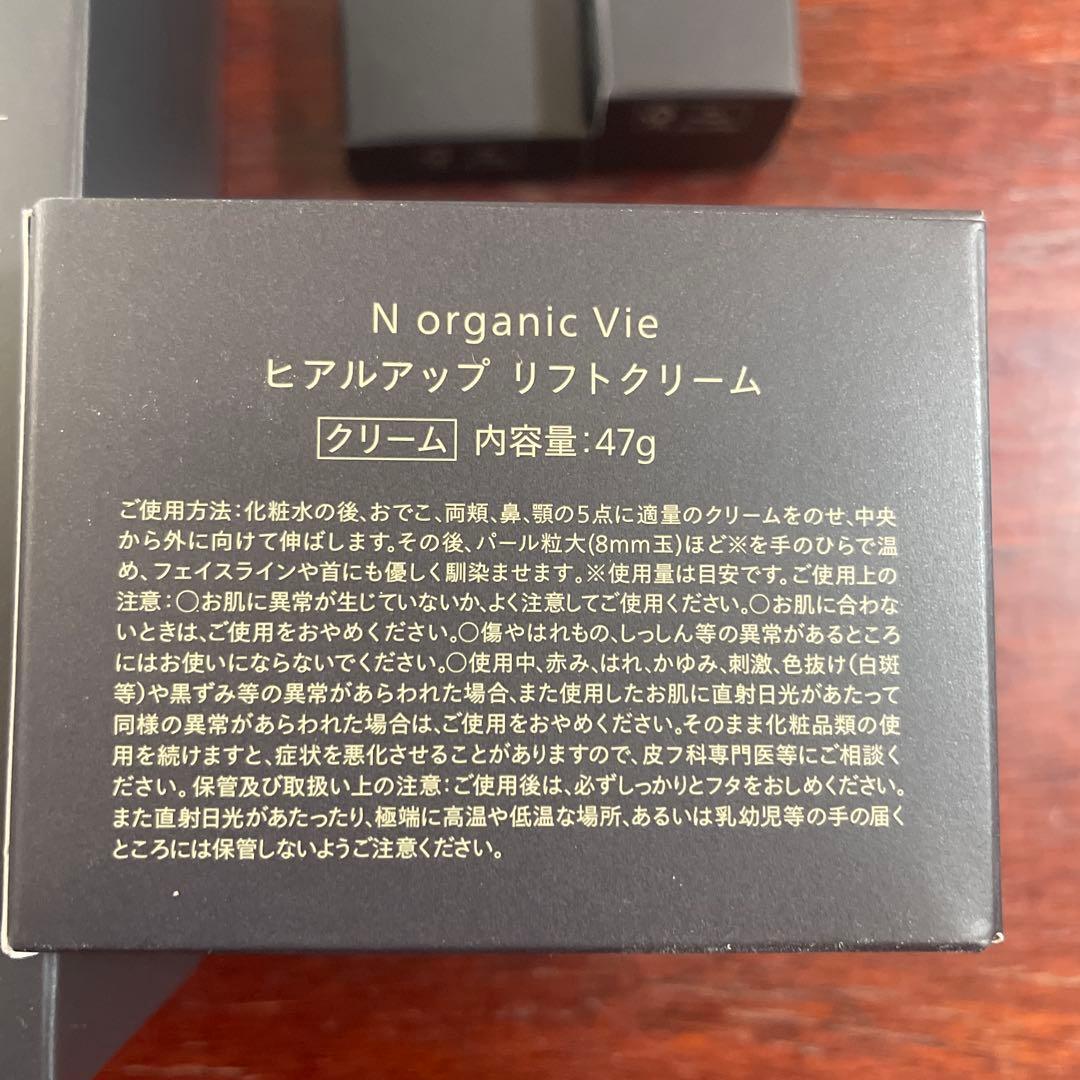 N organic Vie
ヒアルアップ リフトクリーム
クリーム 内容量:47g
ご使用方法:化粧水の後、おでこ、両頬、鼻、顎の5点に適量のクリームをのせ、中央
から外に向けて伸ばします。その後、パール粒大(8mm玉)ほど※を手のひらで温
め、フェイスラインや首にも優しく馴染ませます。※使用量は目安です。ご使用上の
注意:○お肌に異常が生じていないか、よく注意してご使用ください。○お肌に合わな
いときは、ご使用をおやめください。○傷やはれもの、しっしん等の異常があるところ
にはお使いにならないでください。○使用中、赤み、はれ、かゆみ、刺激、色抜け(白斑
等)や黒ずみ等の異常があらわれた場合、また使用したお肌に直射日光があたって
同様の異常があらわれた場合は、ご使用をおやめください。そのまま化粧品類の使
用を続けますと、症状を悪化させることがありますので、皮フ科専門医等にご相談く
ださい。保管及び取扱い上の注意:ご使用後は、必ずしっかりとフタをおしめください。
また直射日光があたったり、極端に高温や低温な場所、あるいは乳幼児等の手の届く
ところには保管しないようご注意ください。